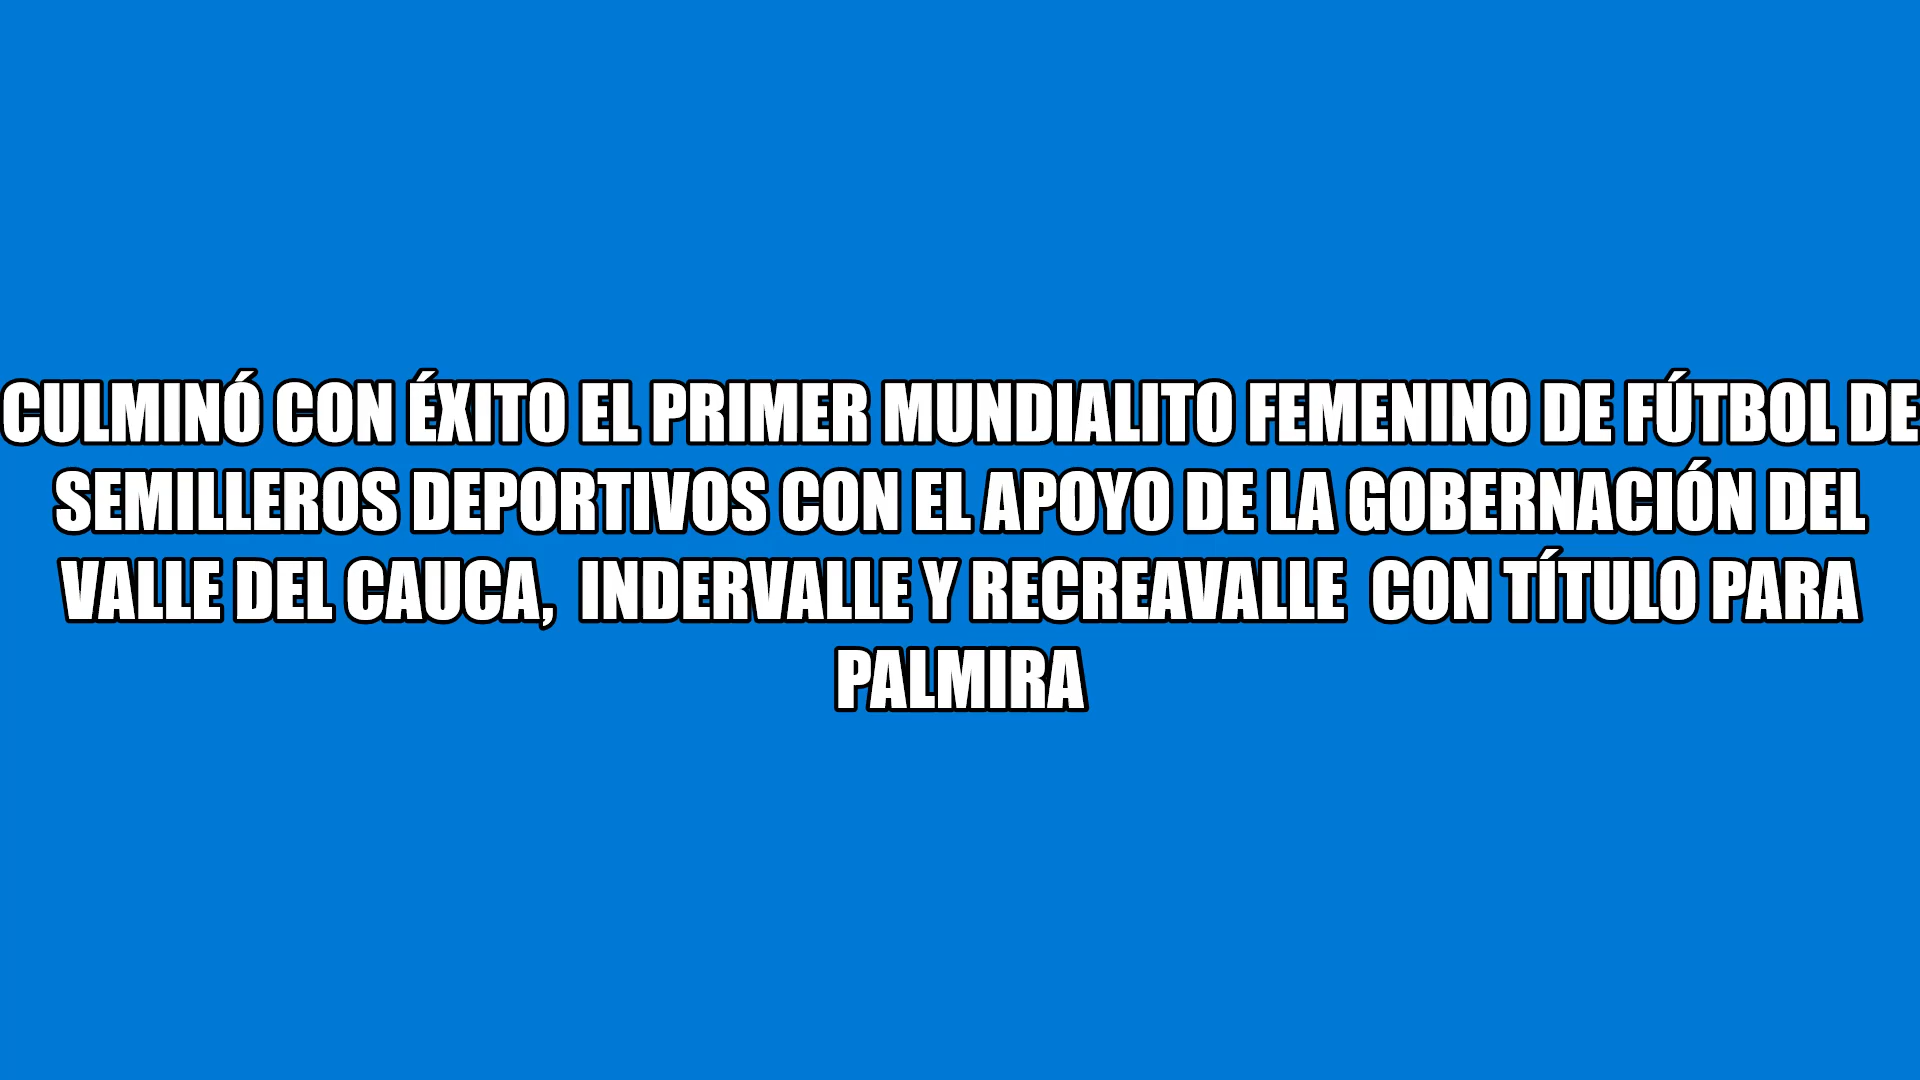 CULMINÓ CON ÉXITO EL PRIMER MUNDIALITO FEMENINO DE FÚTBOL DE
SEMILLEROS DEPORTIVOS CON EL APOYO DE LA GOBERNACIÓN DEL
VALLE DEL CAUCA,  INDERVALLE Y RECREAVALLE  CON TÍTULO PARA
PALMIRA